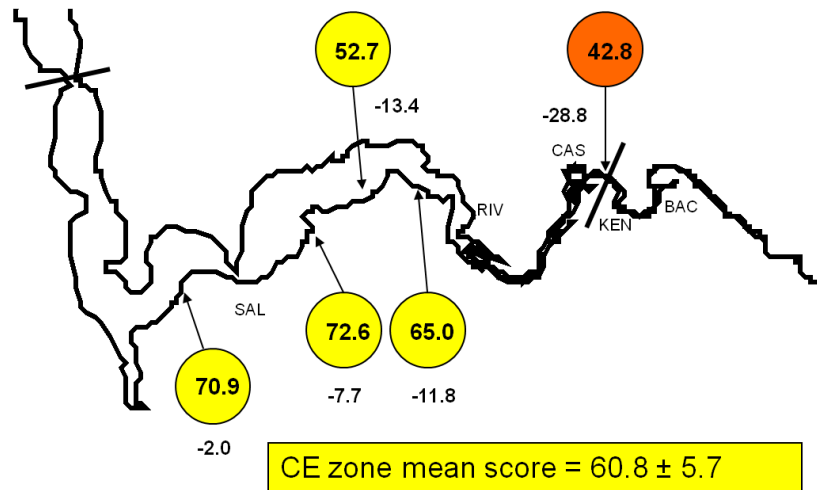 52.7
42.8
-13.4
-28.8
CAS
RIV
KEN
BAC
SAL
72.6
65.0
70.9
-7.7
-11.8
-2.0
CE zone mean score = 60.8 ± 5.7